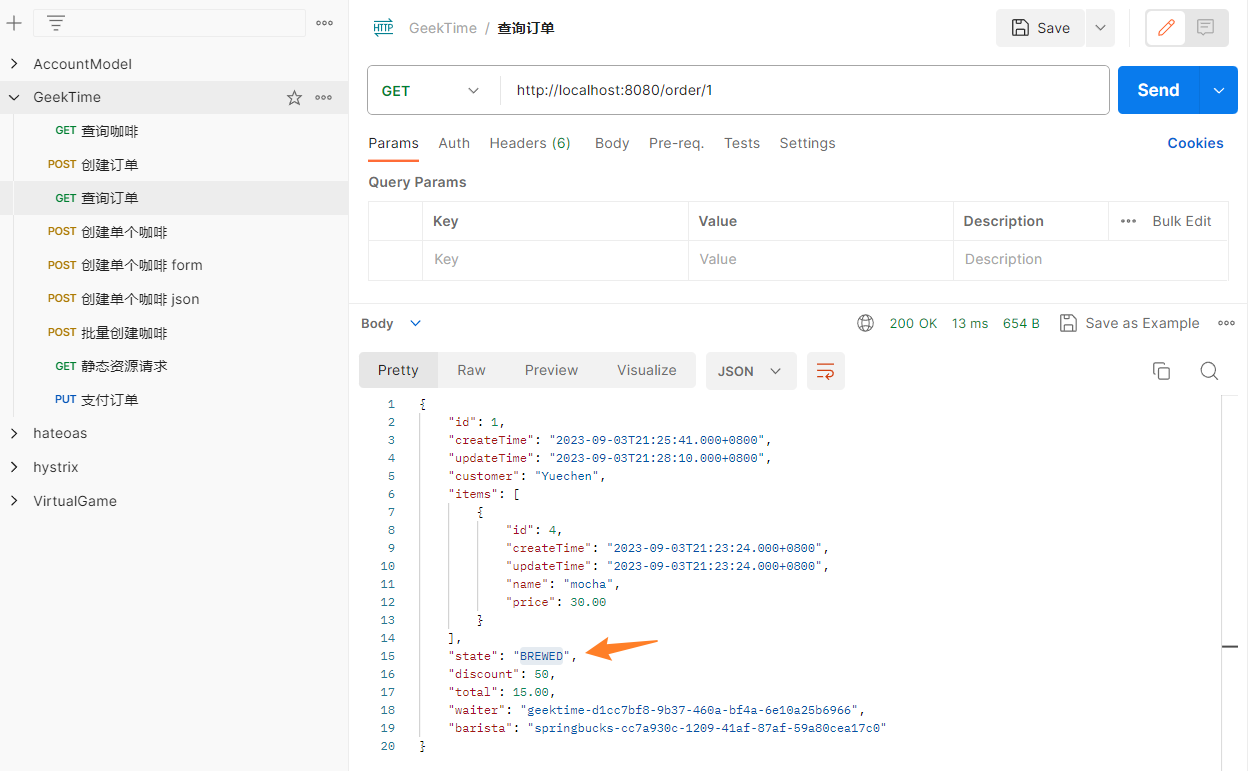 GeekTime / 查询订单
Save
AccountModel
GeekTime
GET 查询咖啡
POST 创建订单
GET 查询订单
POST 创建单个咖啡
POST 创建单个咖啡 form
POST 创建单个咖啡 json
POST 批量创建咖啡
GET 静态资源请求
PUT 支付订单
hateoas
hystrix
VirtualGame
GET http://localhost:8080/order/1 Send
Params Auth Headers (6) Body Pre-req. Tests Settings Cookies
Query Params
Key Value Description Bulk Edit
Key Value Description
Body 200 OK 13 ms 654 B Save as Example
Pretty Raw Preview Visualize JSON
1 {
2 "id": 1,
3 "createTime": "2023-09-03T21:25:41.000+0800",
4 "updateTime": "2023-09-03T21:28:10.000+0800",
5 "customer": "Yuechen",
6 "items": [
7 {
8 "id": 4,
9 "createTime": "2023-09-03T21:23:24.000+0800",
10 "updateTime": "2023-09-03T21:23:24.000+0800",
11 "name": "mocha",
12 "price": 30.00
13 }
14 ],
15 "state": "BREWED",
16 "discount": 50,
17 "total": 15.00,
18 "waiter": "geektime-d1cc7bf8-9b37-460a-bf4a-6e10a25b6966",
19 "barista": "springbucks-cc7a930c-1209-41af-87af-59a80cea17c0"
20 }